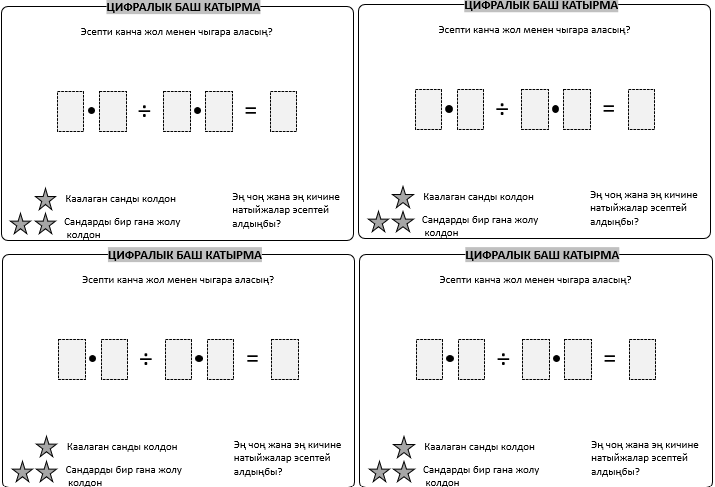 ЦИФРАЛЫК БАШ КАТЫРМА
Эсепти канча жол менен чыгара аласың?
• ÷ • =
Каалаган санды колдон
Сандарды бир гана жолу
колдон
Эң чоң жана эң кичине
натыйжалар эсептей
алдыңбы?
ЦИФРАЛЫК БАШ КАТЫРМА
Эсепти канча жол менен чыгара аласың?
• ÷ • =
Каалаган санды колдон
Сандарды бир гана жолу
колдон
Эң чоң жана эң кичине
натыйжалар эсептей
алдыңбы?
ЦИФРАЛЫК БАШ КАТЫРМА
Эсепти канча жол менен чыгара аласың?
• ÷ • =
Каалаган санды колдон
Сандарды бир гана жолу
колдон
Эң чоң жана эң кичине
натыйжалар эсептей
алдыңбы?
ЦИФРАЛЫК БАШ КАТЫРМА
Эсепти канча жол менен чыгара аласың?
• ÷ • =
Каалаган санды колдон
Сандарды бир гана жолу
колдон
Эң чоң жана эң кичине
натыйжалар эсептей
алдыңбы?